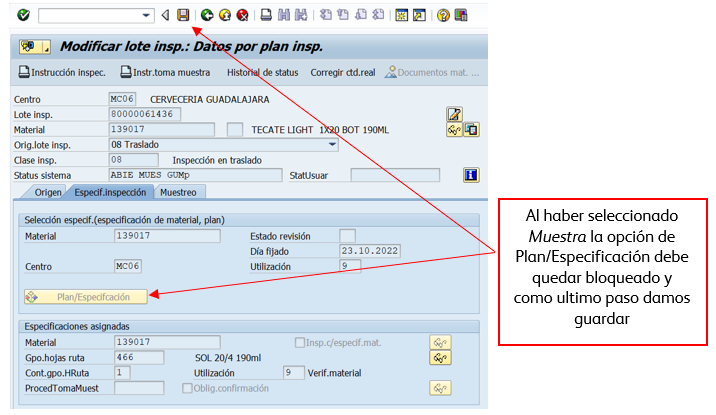 Modificar lote insp.: Datos por plan insp.
Instrucción inspec. Instr.toma muestra Historial de status Corregir ctd.real Documentos mat. ...
Centro MC06 CERVECERIA GUADALAJARA
Lote insp. 80000061436
Material 139017 TECATE LIGHT 1X20 BOT 190ML
Orig.lote insp. 08 Traslado
Clase insp. 08 Inspección en traslado
Status sistema ABIE MUES GUMp StatUsuar
Origen Especif.inspección Muestreo
Selección especif.(especificación de material, plan)
Material 139017 Estado revisión
Día fijado 23.10.2022
Centro MC06 Utilización 9
Plan/Especifcación
Especificaciones asignadas
Material 139017 Insp.c/especif.mat.
Gpo.hojas ruta 466 SOL 20/4 190ml
Cont.gpo.HRuta 1 Utilización 9 Verif.material
ProcedTomaMuest Oblig.confirmación
Al haber seleccionado
Muestra la opción de
Plan/Especificación debe
quedar bloqueado y
como ultimo paso damos
guardar